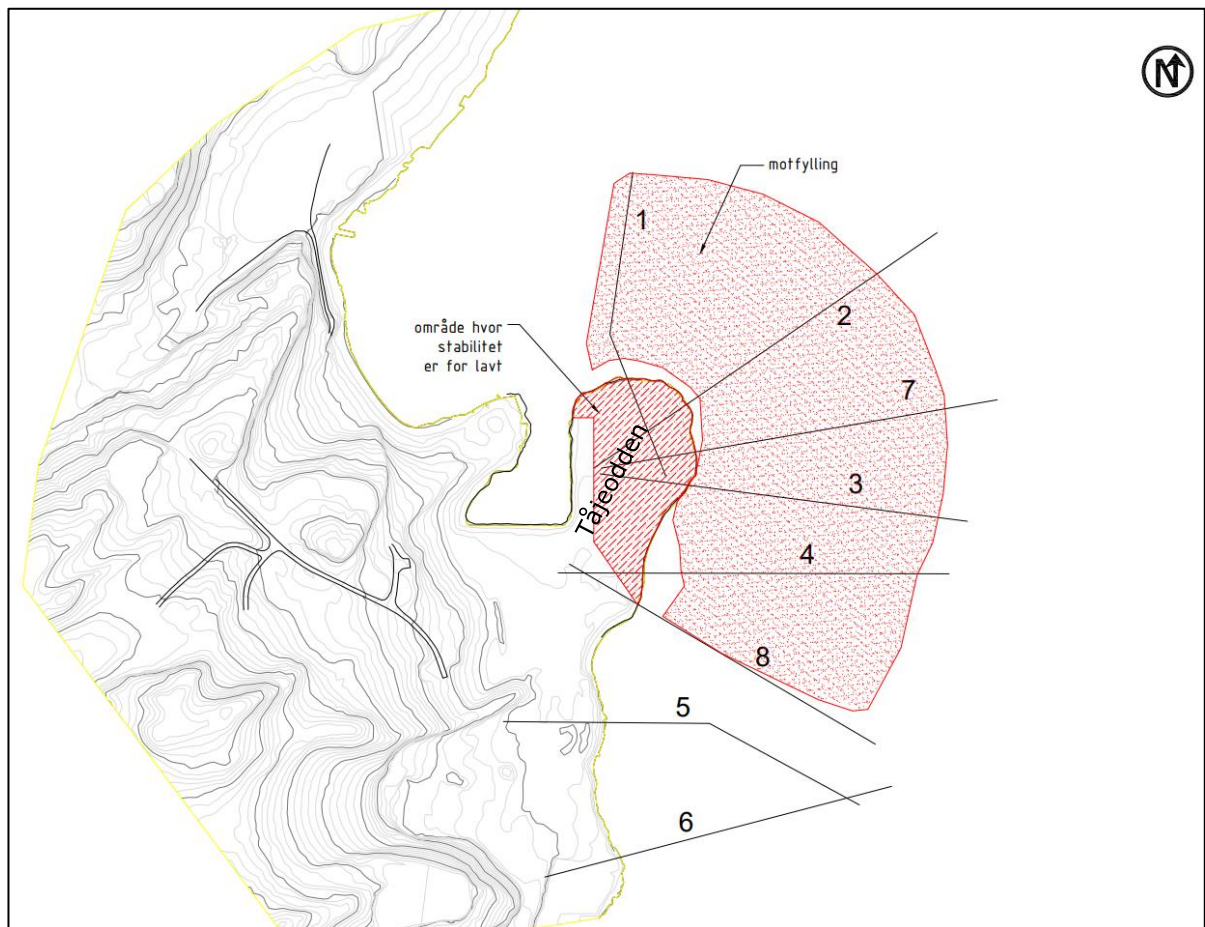 N
motfylling
1
2
område hvor
stabilitet
er for lavt
7
Tåjeodden
3
4
8
5
6